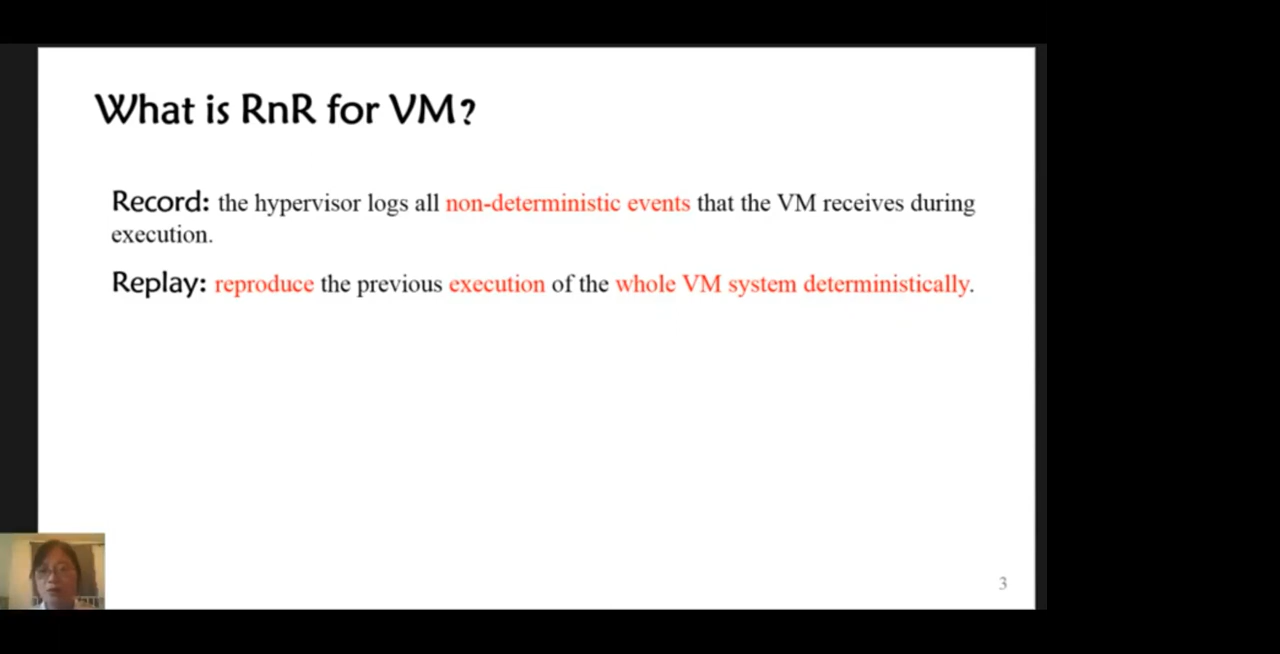 What is RnR for VM?
Record: the hypervisor logs all non-deterministic events that the VM receives during
execution.
Replay: reproduce the previous execution of the whole VM system deterministically.
3